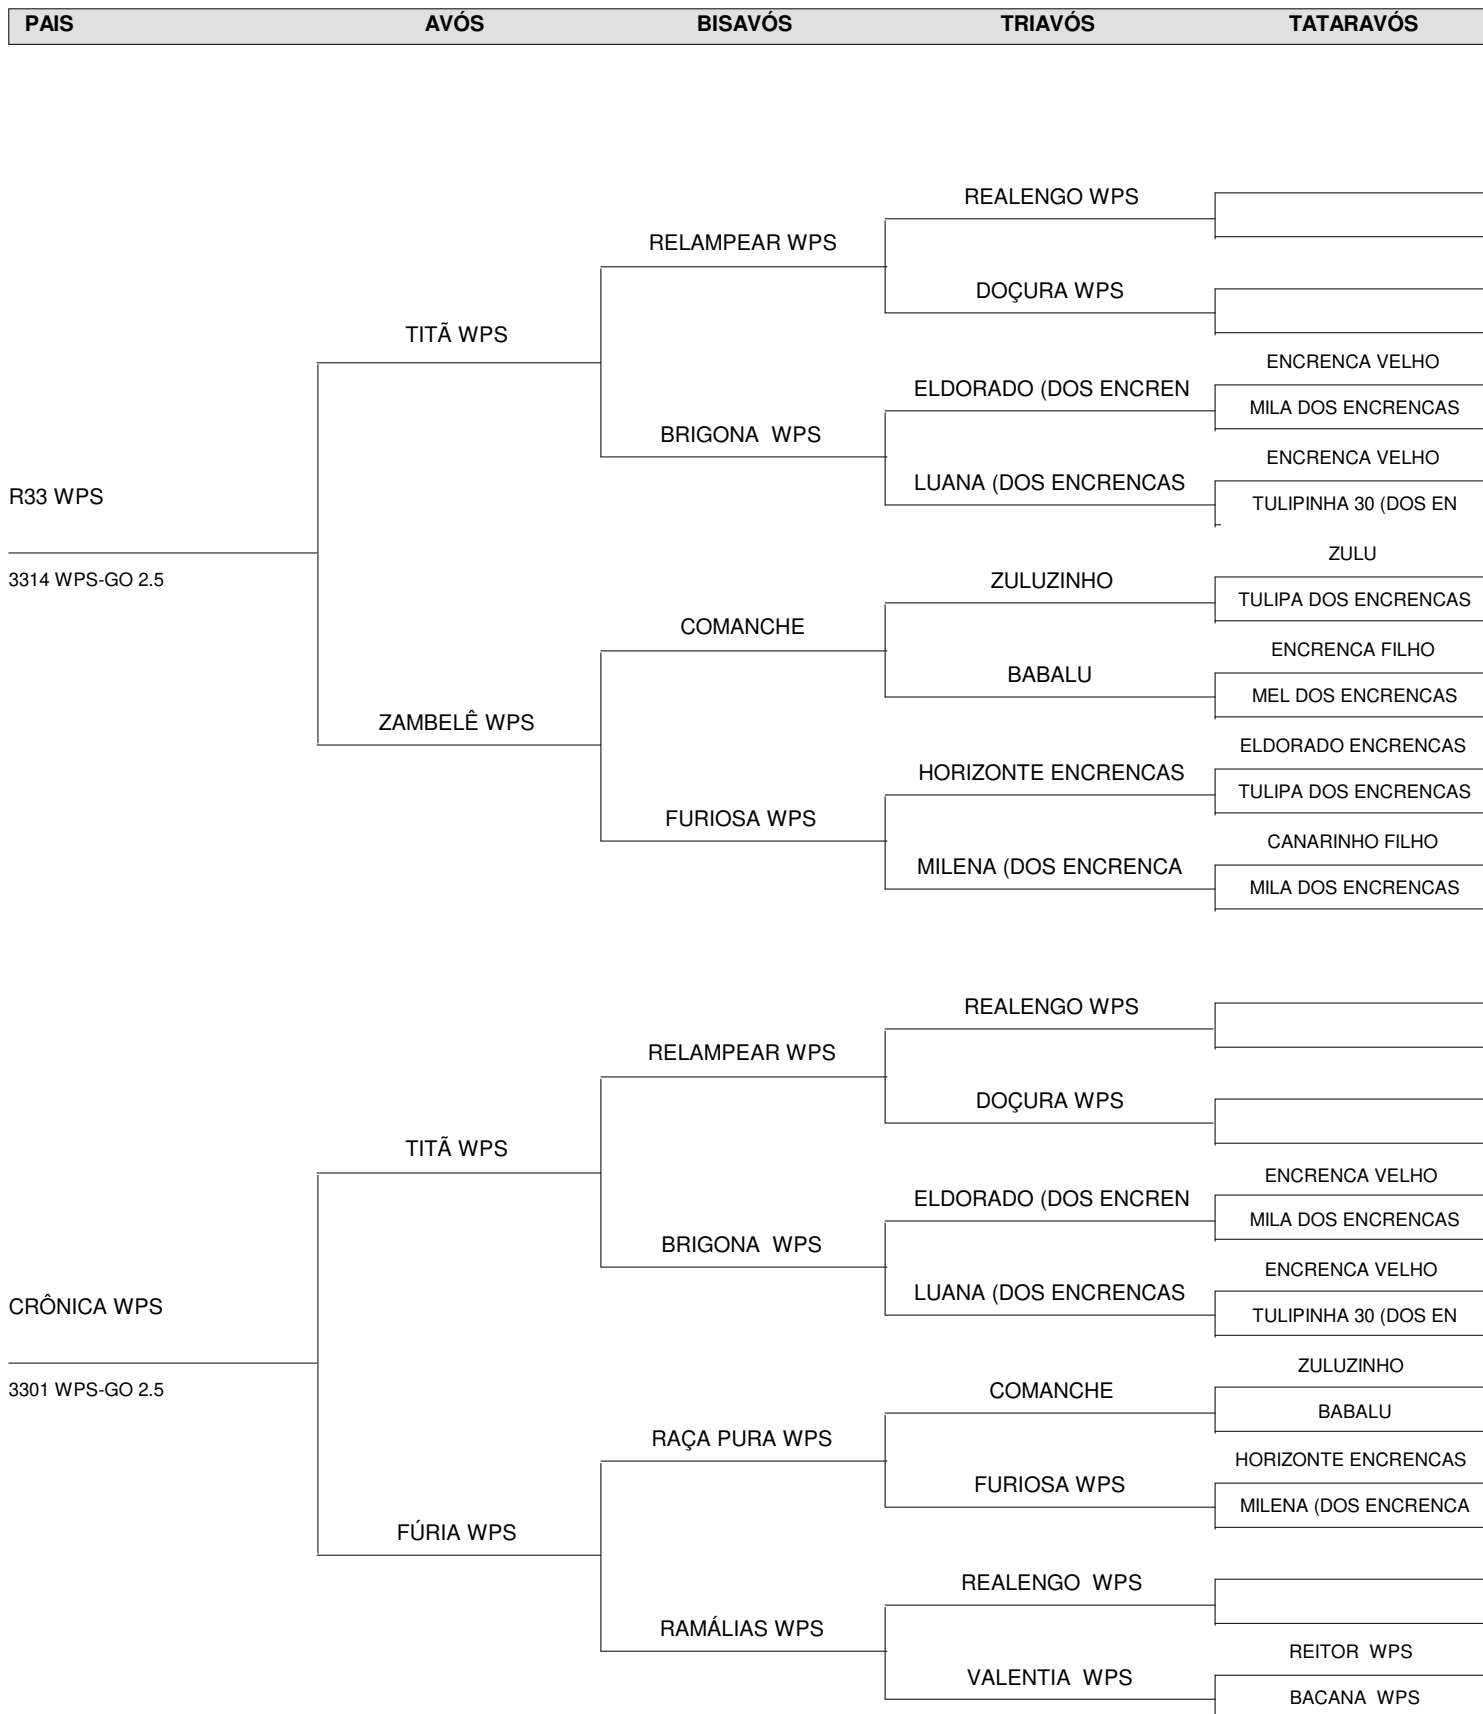 PAIS AVÓS BISAVÓS TRIAVÓS TATARAVÓS
REALENGO WPS
RELAMPEAR WPS
DOÇURA WPS
TITÃ WPS
ENCRENCA VELHO
ELDORADO (DOS ENCREN
MILA DOS ENCRENCAS
BRIGONA WPS
ENCRENCA VELHO
LUANA (DOS ENCRENCAS
R33 WPS
TULIPINHA 30 (DOS EN
ZULU
3314 WPS-GO 2.5
ZULUZINHO
TULIPA DOS ENCRENCAS
COMANCHE
ENCRENCA FILHO
BABALU
MEL DOS ENCRENCAS
ZAMBELÊ WPS
ELDORADO ENCRENCAS
HORIZONTE ENCRENCAS
TULIPA DOS ENCRENCAS
FURIOSA WPS
CANARINHO FILHO
MILENA (DOS ENCRENCA
MILA DOS ENCRENCAS
REALENGO WPS
RELAMPEAR WPS
DOÇURA WPS
TITÃ WPS
ENCRENCA VELHO
ELDORADO (DOS ENCREN
MILA DOS ENCRENCAS
BRIGONA WPS
ENCRENCA VELHO
LUANA (DOS ENCRENCAS
CRÔNICA WPS
TULIPINHA 30 (DOS EN
ZULUZINHO
3301 WPS-GO 2.5
COMANCHE
BABALU
RAÇA PURA WPS
HORIZONTE ENCRENCAS
FURIOSA WPS
MILENA (DOS ENCRENCA
FÚRIA WPS
REALENGO WPS
RAMÁLIAS WPS
REITOR WPS
VALENTIA WPS
BACANA WPS